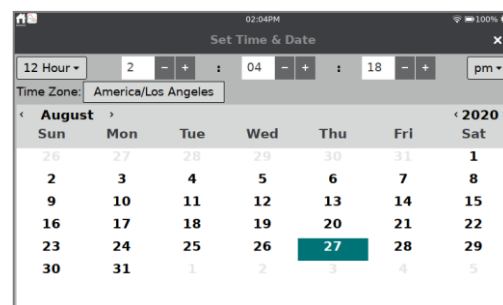 02:04PM 100%
Set Time & Date ×
12 Hour 2 - + : 04 - + : 18 - + pm
Time Zone: America/Los Angeles
‹ August › ‹ 2020
Sun Mon Tue Wed Thu Fri Sat
26 27 28 29 30 31 1
2 3 4 5 6 7 8
9 10 11 12 13 14 15
16 17 18 19 20 21 22
23 24 25 26 27 28 29
30 31 1 2 3 4 5